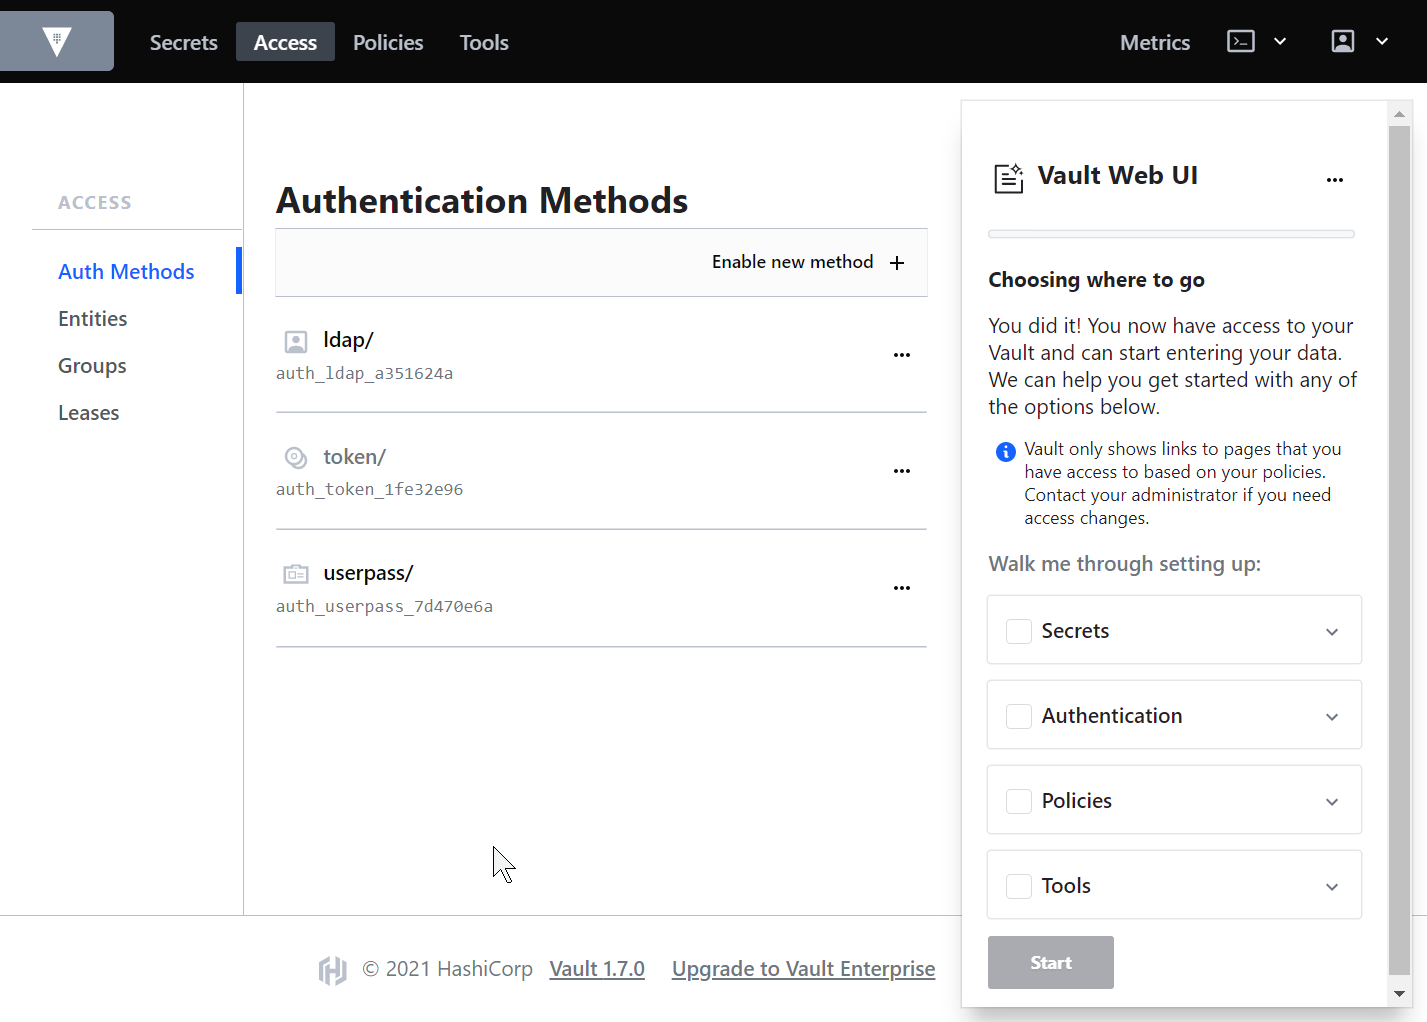 Secrets
Access
Policies
Tools
Metrics
ACCESS
Auth Methods
Entities
Groups
Leases
Authentication Methods
Enable new method
ldap/
auth_ldap_a351624a
token/
auth_token_1fe32e96
userpass/
auth_userpass_7d470e6a
Vault Web UI
Choosing where to go
You did it! You now have access to your
Vault and can start entering your data.
We can help you get started with any of
the options below.
Vault only shows links to pages that you
have access to based on your policies.
Contact your administrator if you need
access changes.
Walk me through setting up:
Secrets
Authentication
Policies
Tools
Start
© 2021 HashiCorp Vault 1.7.0 Upgrade to Vault Enterprise